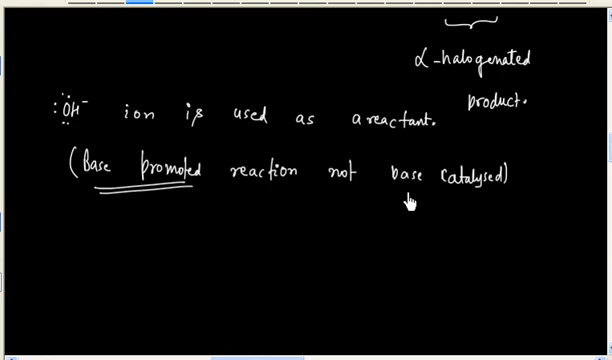 α-halogenated
product.
:ÖH⁻ ion is used as a reactant.
(Base promoted reaction not base catalysed)